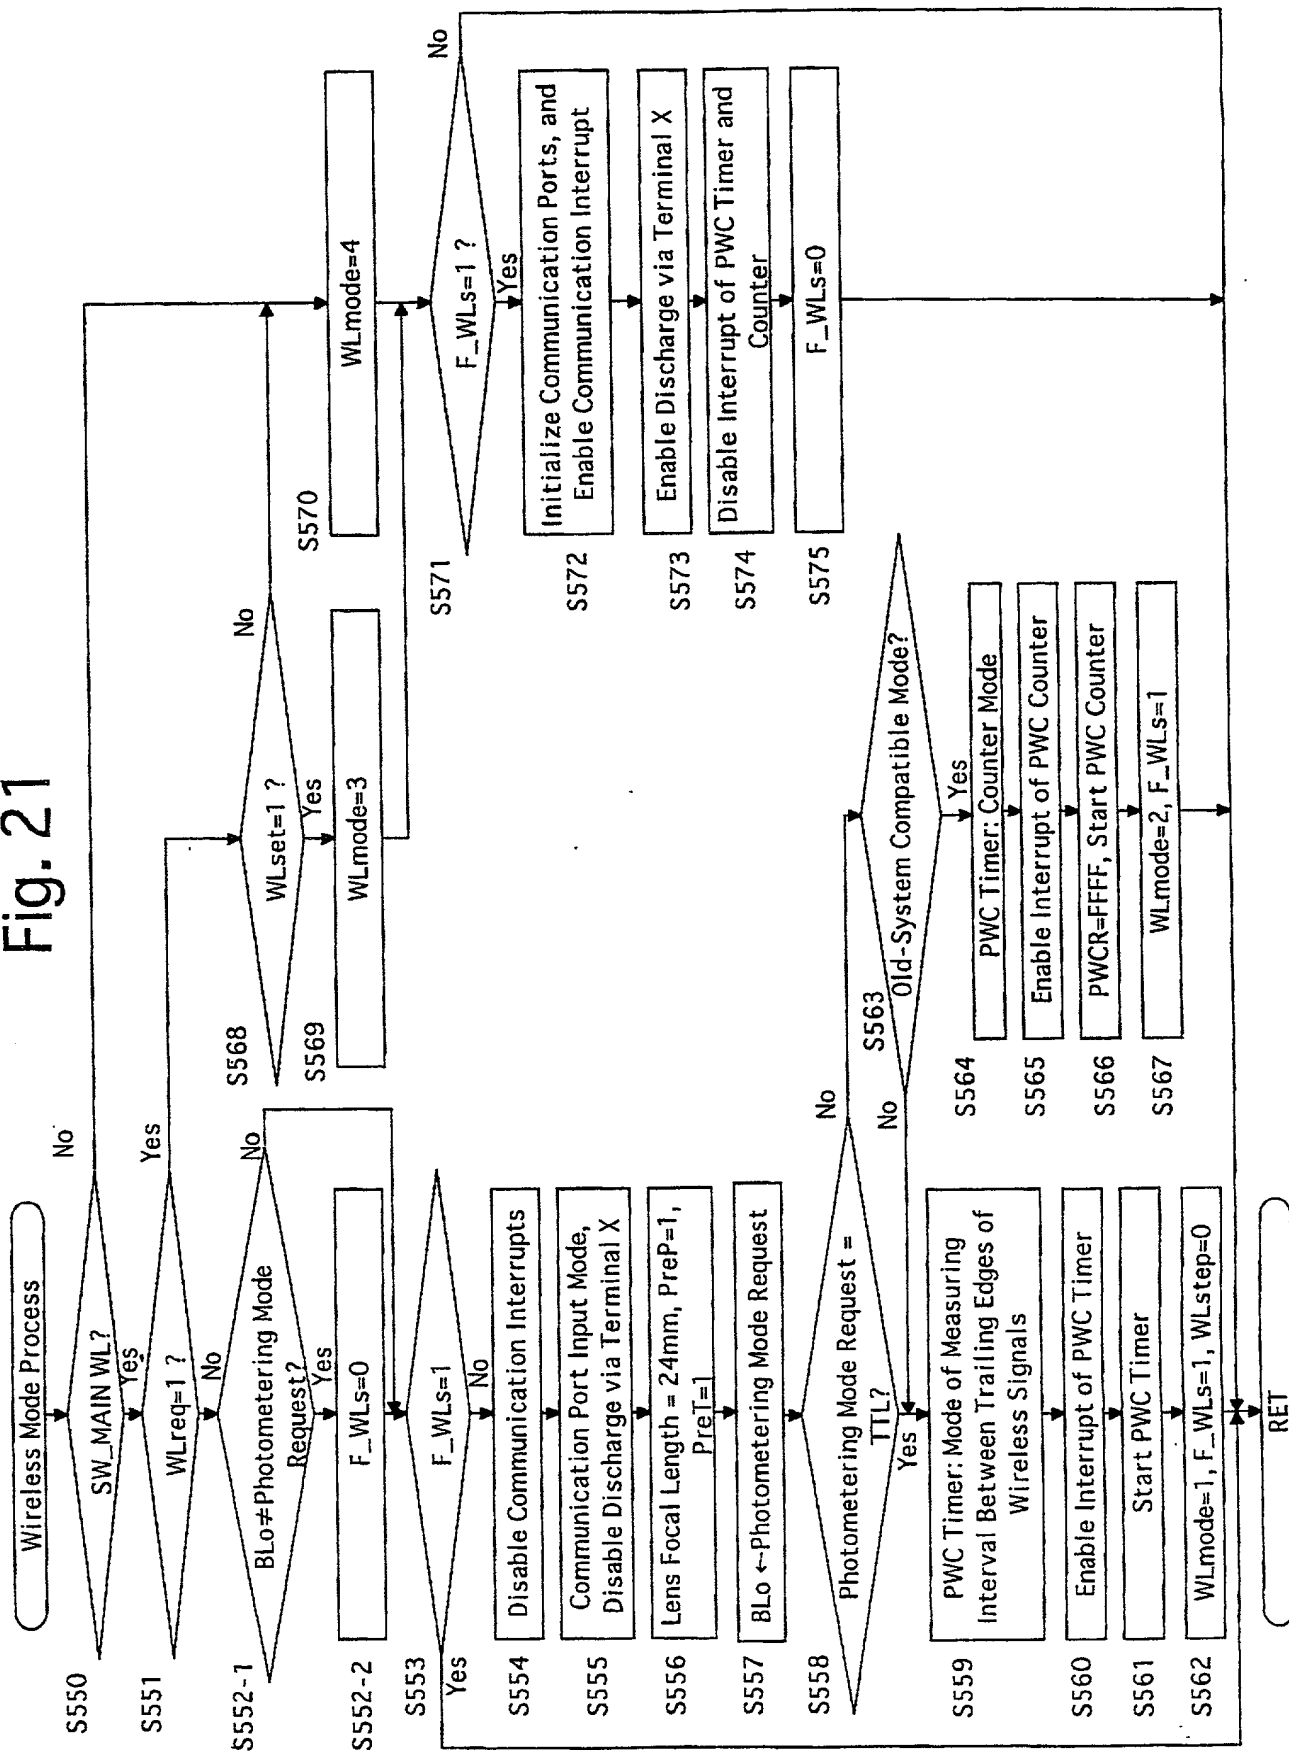 Fig. 21
Wireless Mode Process
S550
SW_MAIN WL?
No
Yes
S551
WLreq=1 ?
Yes
No
S552-1
BLo≠Photometering Mode
Request?
No
Yes
S552-2
F_WLs=0
S553
F_WLs=1
Yes
No
S554
Disable Communication Interrupts
S555
Communication Port Input Mode,
Disable Discharge via Terminal X
S556
Lens Focal Length = 24mm, PreP=1,
PreT=1
S557
BLo ←Photometering Mode Request
S558
Photometering Mode Request =
TTL?
No
Yes
S559
PWC Timer: Mode of Measuring
Interval Between Trailing Edges of
Wireless Signals
S560
Enable Interrupt of PWC Timer
S561
Start PWC Timer
S562
WLmode=1, F_WLs=1, WLstep=0
RET
S563
Old-System Compatible Mode?
No
Yes
S564
PWC Timer: Counter Mode
S565
Enable Interrupt of PWC Counter
S566
PWCR=FFFF, Start PWC Counter
S567
WLmode=2, F_WLs=1
S568
WLset=1 ?
No
Yes
S569
WLmode=3
S570
WLmode=4
S571
F_WLs=1 ?
No
Yes
S572
Initialize Communication Ports, and
Enable Communication Interrupt
S573
Enable Discharge via Terminal X
S574
Disable Interrupt of PWC Timer and
Counter
S575
F_WLs=0